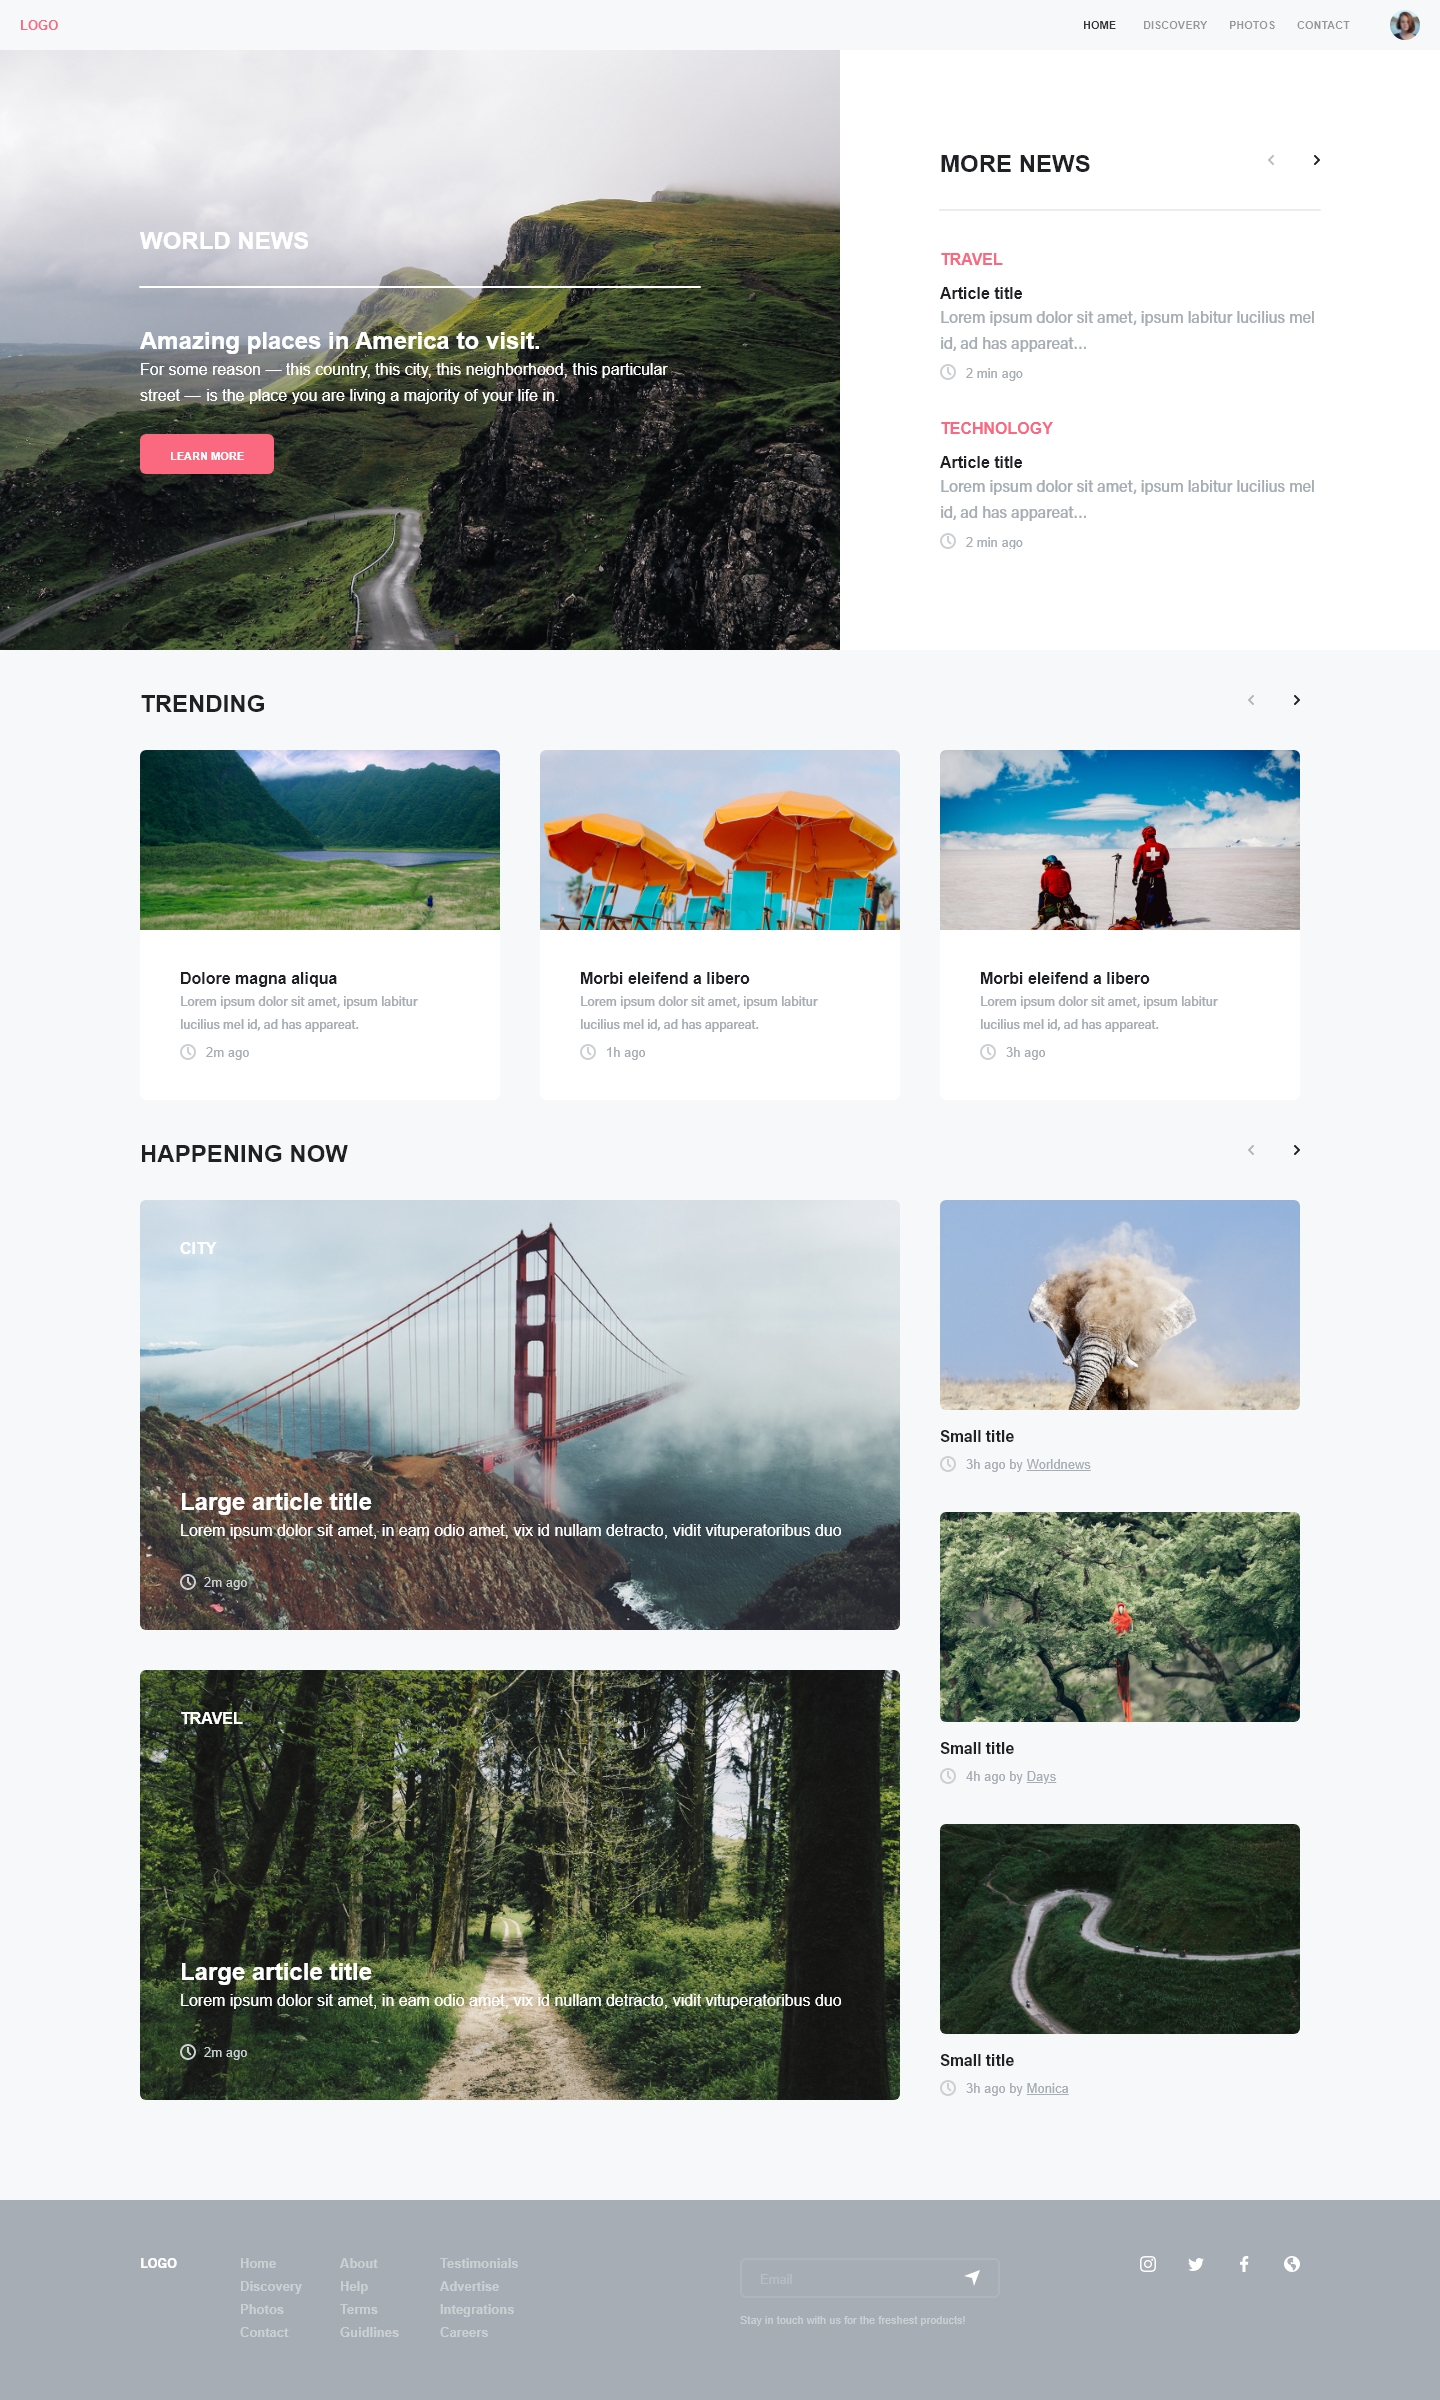 LOGO
HOME
DISCOVERY
PHOTOS
CONTACT
WORLD NEWS
Amazing places in America to visit.
For some reason — this country, this city, this neighborhood, this particular
street — is the place you are living a majority of your life in.
LEARN MORE
MORE NEWS
TRAVEL
Article title
Lorem ipsum dolor sit amet, ipsum labitur lucilius mel
id, ad has appareat...
2 min ago
TECHNOLOGY
Article title
Lorem ipsum dolor sit amet, ipsum labitur lucilius mel
id, ad has appareat...
2 min ago
TRENDING
Dolore magna aliqua
Lorem ipsum dolor sit amet, ipsum labitur
lucilius mel id, ad has appareat.
2m ago
Morbi eleifend a libero
Lorem ipsum dolor sit amet, ipsum labitur
lucilius mel id, ad has appareat.
1h ago
Morbi eleifend a libero
Lorem ipsum dolor sit amet, ipsum labitur
lucilius mel id, ad has appareat.
3h ago
HAPPENING NOW
CITY
Large article title
Lorem ipsum dolor sit amet, in eam odio amet, vix id nullam detracto, vidit vituperatoribus duo
2m ago
TRAVEL
Large article title
Lorem ipsum dolor sit amet, in eam odio amet, vix id nullam detracto, vidit vituperatoribus duo
2m ago
Small title
3h ago by Worldnews
Small title
4h ago by Days
Small title
3h ago by Monica
LOGO
Home
Discovery
Photos
Contact
About
Help
Terms
Guidlines
Testimonials
Advertise
Integrations
Careers
Email
Stay in touch with us for the freshest products!